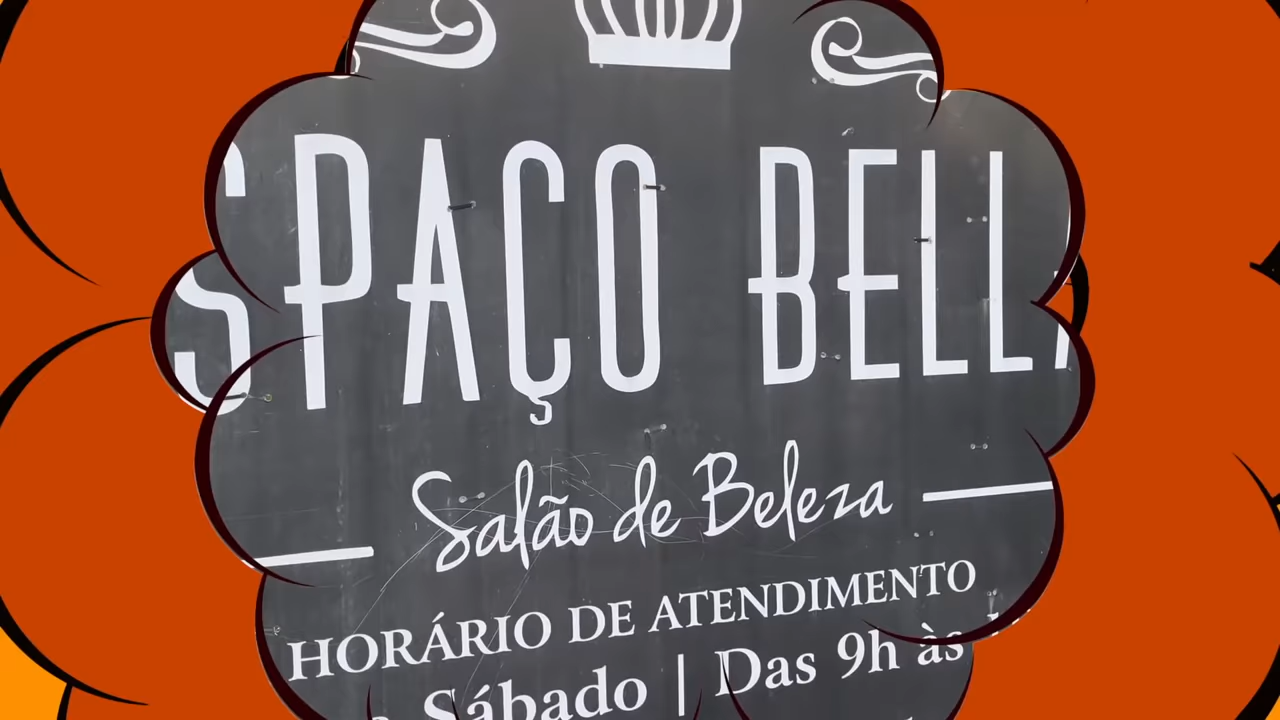 SPAÇO BELL
Salão de Beleza
HORÁRIO DE ATENDIMENTO
Sábado | Das 9h às